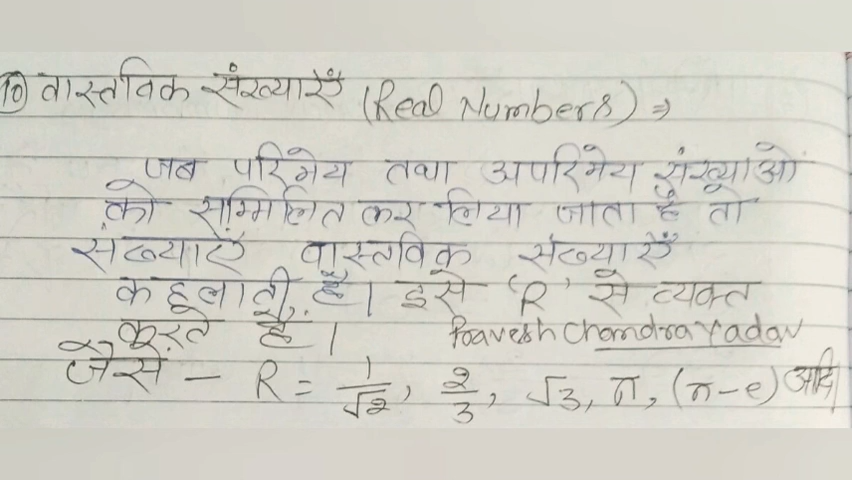 ⑩ वास्तविक संख्याएँ (Real Numbers) ⇒
जब परिमेय तथा अपरिमेय संख्याओं
को सम्मिलित कर लिया जाता है तो
संख्याएँ वास्तविक संख्याएँ
कहलाती हैं। इसे 'R' से व्यक्त
करते हैं। Pravesh Chandra Yadav
जैसे - R = 1/√2, 2/3, √3, π, (π-e) आदि।